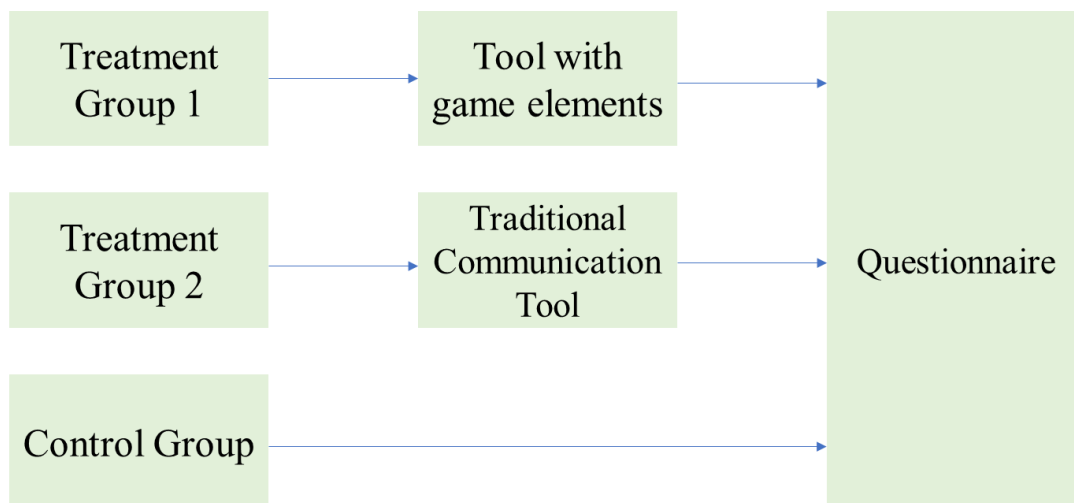 Treatment
Group 1
Tool with
game elements
Treatment
Group 2
Traditional
Communication
Tool
Questionnaire
Control Group